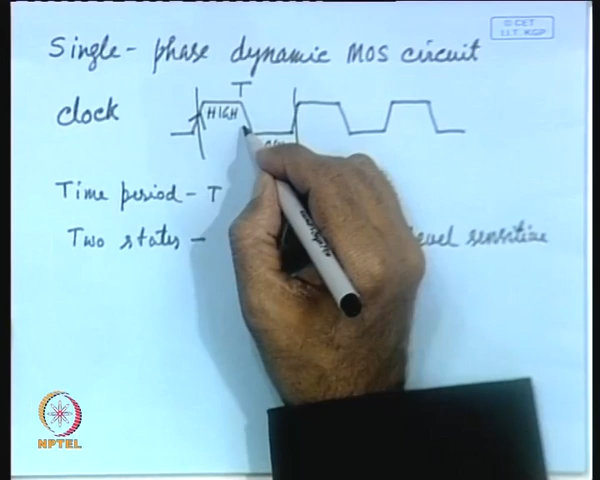 © CET
I.I.T. KGP
Single-phase dynamic MOS circuit
T
clock
HIGH
Time period - T
Two states - level sensitive
NPTEL